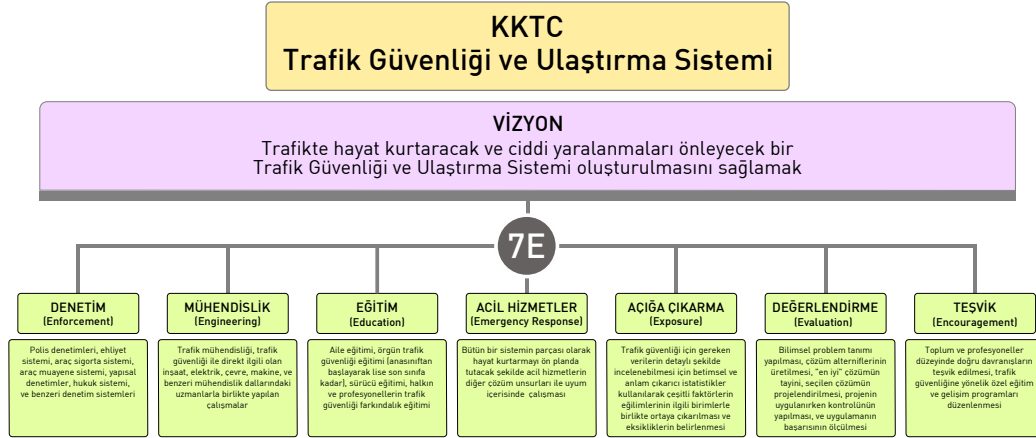 KKTC
Trafik Güvenliği ve Ulaştırma Sistemi
VİZYON
Trafikte hayat kurtaracak ve ciddi yaralanmaları önleyecek bir
Trafik Güvenliği ve Ulaştırma Sistemi oluşturulmasını sağlamak
7E
DENETİM
(Enforcement)
Polis denetimleri, ehliyet
sistemi, araç sigorta sistemi,
araç muayene sistemi, yapısal
denetimler, hukuk sistemi,
ve benzeri denetim sistemleri
MÜHENDİSLİK
(Engineering)
Trafik mühendisliği, trafik
güvenliği ile direkt ilgili olan
inşaat, elektrik, çevre, makine, ve
benzeri mühendislik dallarındaki
uzmanlarla birlikte yapılan
çalışmalar
EĞİTİM
(Education)
Aile eğitimi, örgün trafik
güvenliği eğitimi (anasınıftan
başlayarak lise son sınıfa
kadar), sürücü eğitimi, halkın
ve profesyonellerin trafik
güvenliği farkındalık eğitimi
ACİL HİZMETLER
(Emergency Response)
Bütün bir sistemin parçası olarak
hayat kurtarmayı ön planda
tutacak şekilde acil hizmetlerin
diğer çözüm unsurları ile uyum
içerisinde çalışması
AÇIĞA ÇIKARMA
(Exposure)
Trafik güvenliği için gereken
verilerin detaylı şekilde
incelenebilmesi için betimsel ve
anlam çıkarıcı istatistikler
kullanılarak çeşitli faktörlerin
eğilimlerinin ilgili birimlerle
birlikte ortaya çıkarılması ve
eksikliklerin belirlenmesi
DEĞERLENDİRME
(Evaluation)
Bilimsel problem tanımı
yapılması, çözüm alterniflerinin
üretilmesi, "en iyi" çözümün
tayini, seçilen çözümün
projelendirilmesi, projenin
uygulanırken kontrolünün
yapılması, ve uygulamanın
başarısının ölçülmesi
TEŞVİK
(Encouragement)
Toplum ve profesyoneller
düzeyinde doğru davranışların
teşvik edilmesi, trafik
güvenliğine yönelik özel eğitim
ve gelişim programları
düzenlenmesi